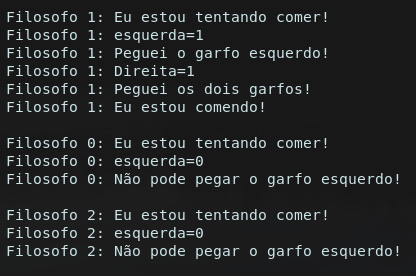 Filosofo 1: Eu estou tentando comer!
Filosofo 1: esquerda=1
Filosofo 1: Peguei o garfo esquerdo!
Filosofo 1: Direita=1
Filosofo 1: Peguei os dois garfos!
Filosofo 1: Eu estou comendo!
Filosofo 0: Eu estou tentando comer!
Filosofo 0: esquerda=0
Filosofo 0: Não pode pegar o garfo esquerdo!
Filosofo 2: Eu estou tentando comer!
Filosofo 2: esquerda=0
Filosofo 2: Não pode pegar o garfo esquerdo!